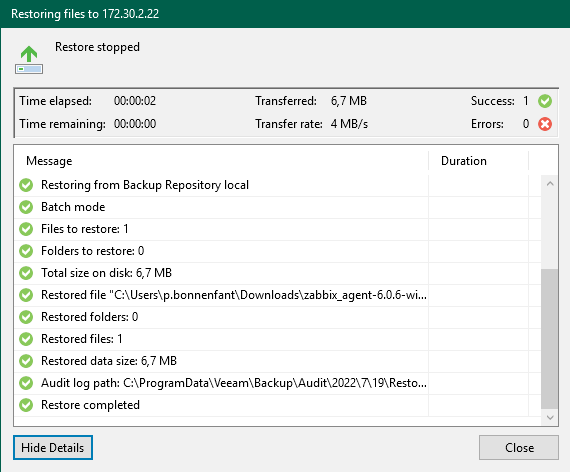 Restoring files to 172.30.2.22
Restore stopped
Time elapsed: 00:00:02 Transferred: 6,7 MB Success: 1
Time remaining: 00:00:00 Transfer rate: 4 MB/s Errors: 0
Message Duration
Restoring from Backup Repository local
Batch mode
Files to restore: 1
Folders to restore: 0
Total size on disk: 6,7 MB
Restored file "C:\Users\p.bonnenfant\Downloads\zabbix_agent-6.0.6-wi...
Restored folders: 0
Restored files: 1
Restored data size: 6,7 MB
Audit log path: C:\ProgramData\Veeam\Backup\Audit\2022\7\19\Resto...
Restore completed
Hide Details Close